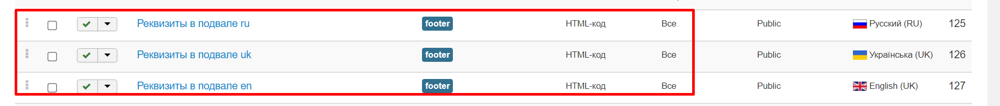 Реквизиты в подвале ru footer HTML-код Все Public Русский (RU) 125
Реквизиты в подвале uk footer HTML-код Все Public Українська (UK) 126
Реквизиты в подвале en footer HTML-код Все Public English (UK) 127